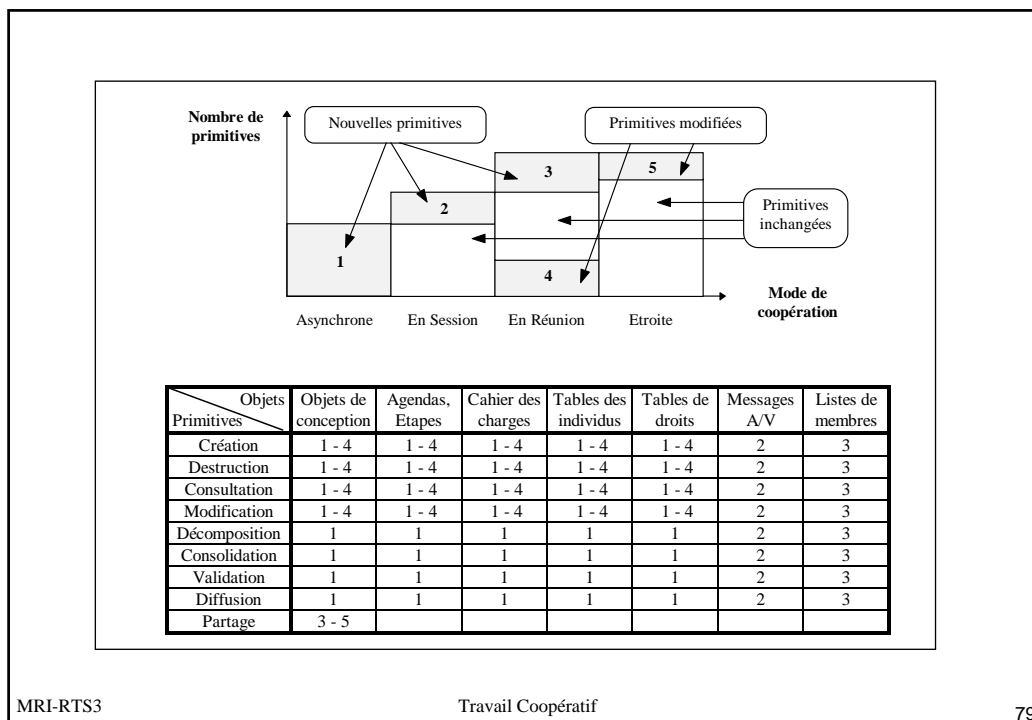 Nombre de
primitives
Nouvelles primitives
Primitives modifiées
3
5
2
Primitives
inchangées
1
4
Mode de
coopération
Asynchrone En Session En Réunion Etroite
Objets Objets de Agendas, Cahier des Tables des Tables de Messages Listes de
Primitives conception Etapes charges individus droits A/V membres
Création 1 - 4 1 - 4 1 - 4 1 - 4 1 - 4 2 3
Destruction 1 - 4 1 - 4 1 - 4 1 - 4 1 - 4 2 3
Consultation 1 - 4 1 - 4 1 - 4 1 - 4 1 - 4 2 3
Modification 1 - 4 1 - 4 1 - 4 1 - 4 1 - 4 2 3
Décomposition 1 1 1 1 1 2 3
Consolidation 1 1 1 1 1 2 3
Validation 1 1 1 1 1 2 3
Diffusion 1 1 1 1 1 2 3
Partage 3 - 5
MRI-RTS3 Travail Coopératif 79